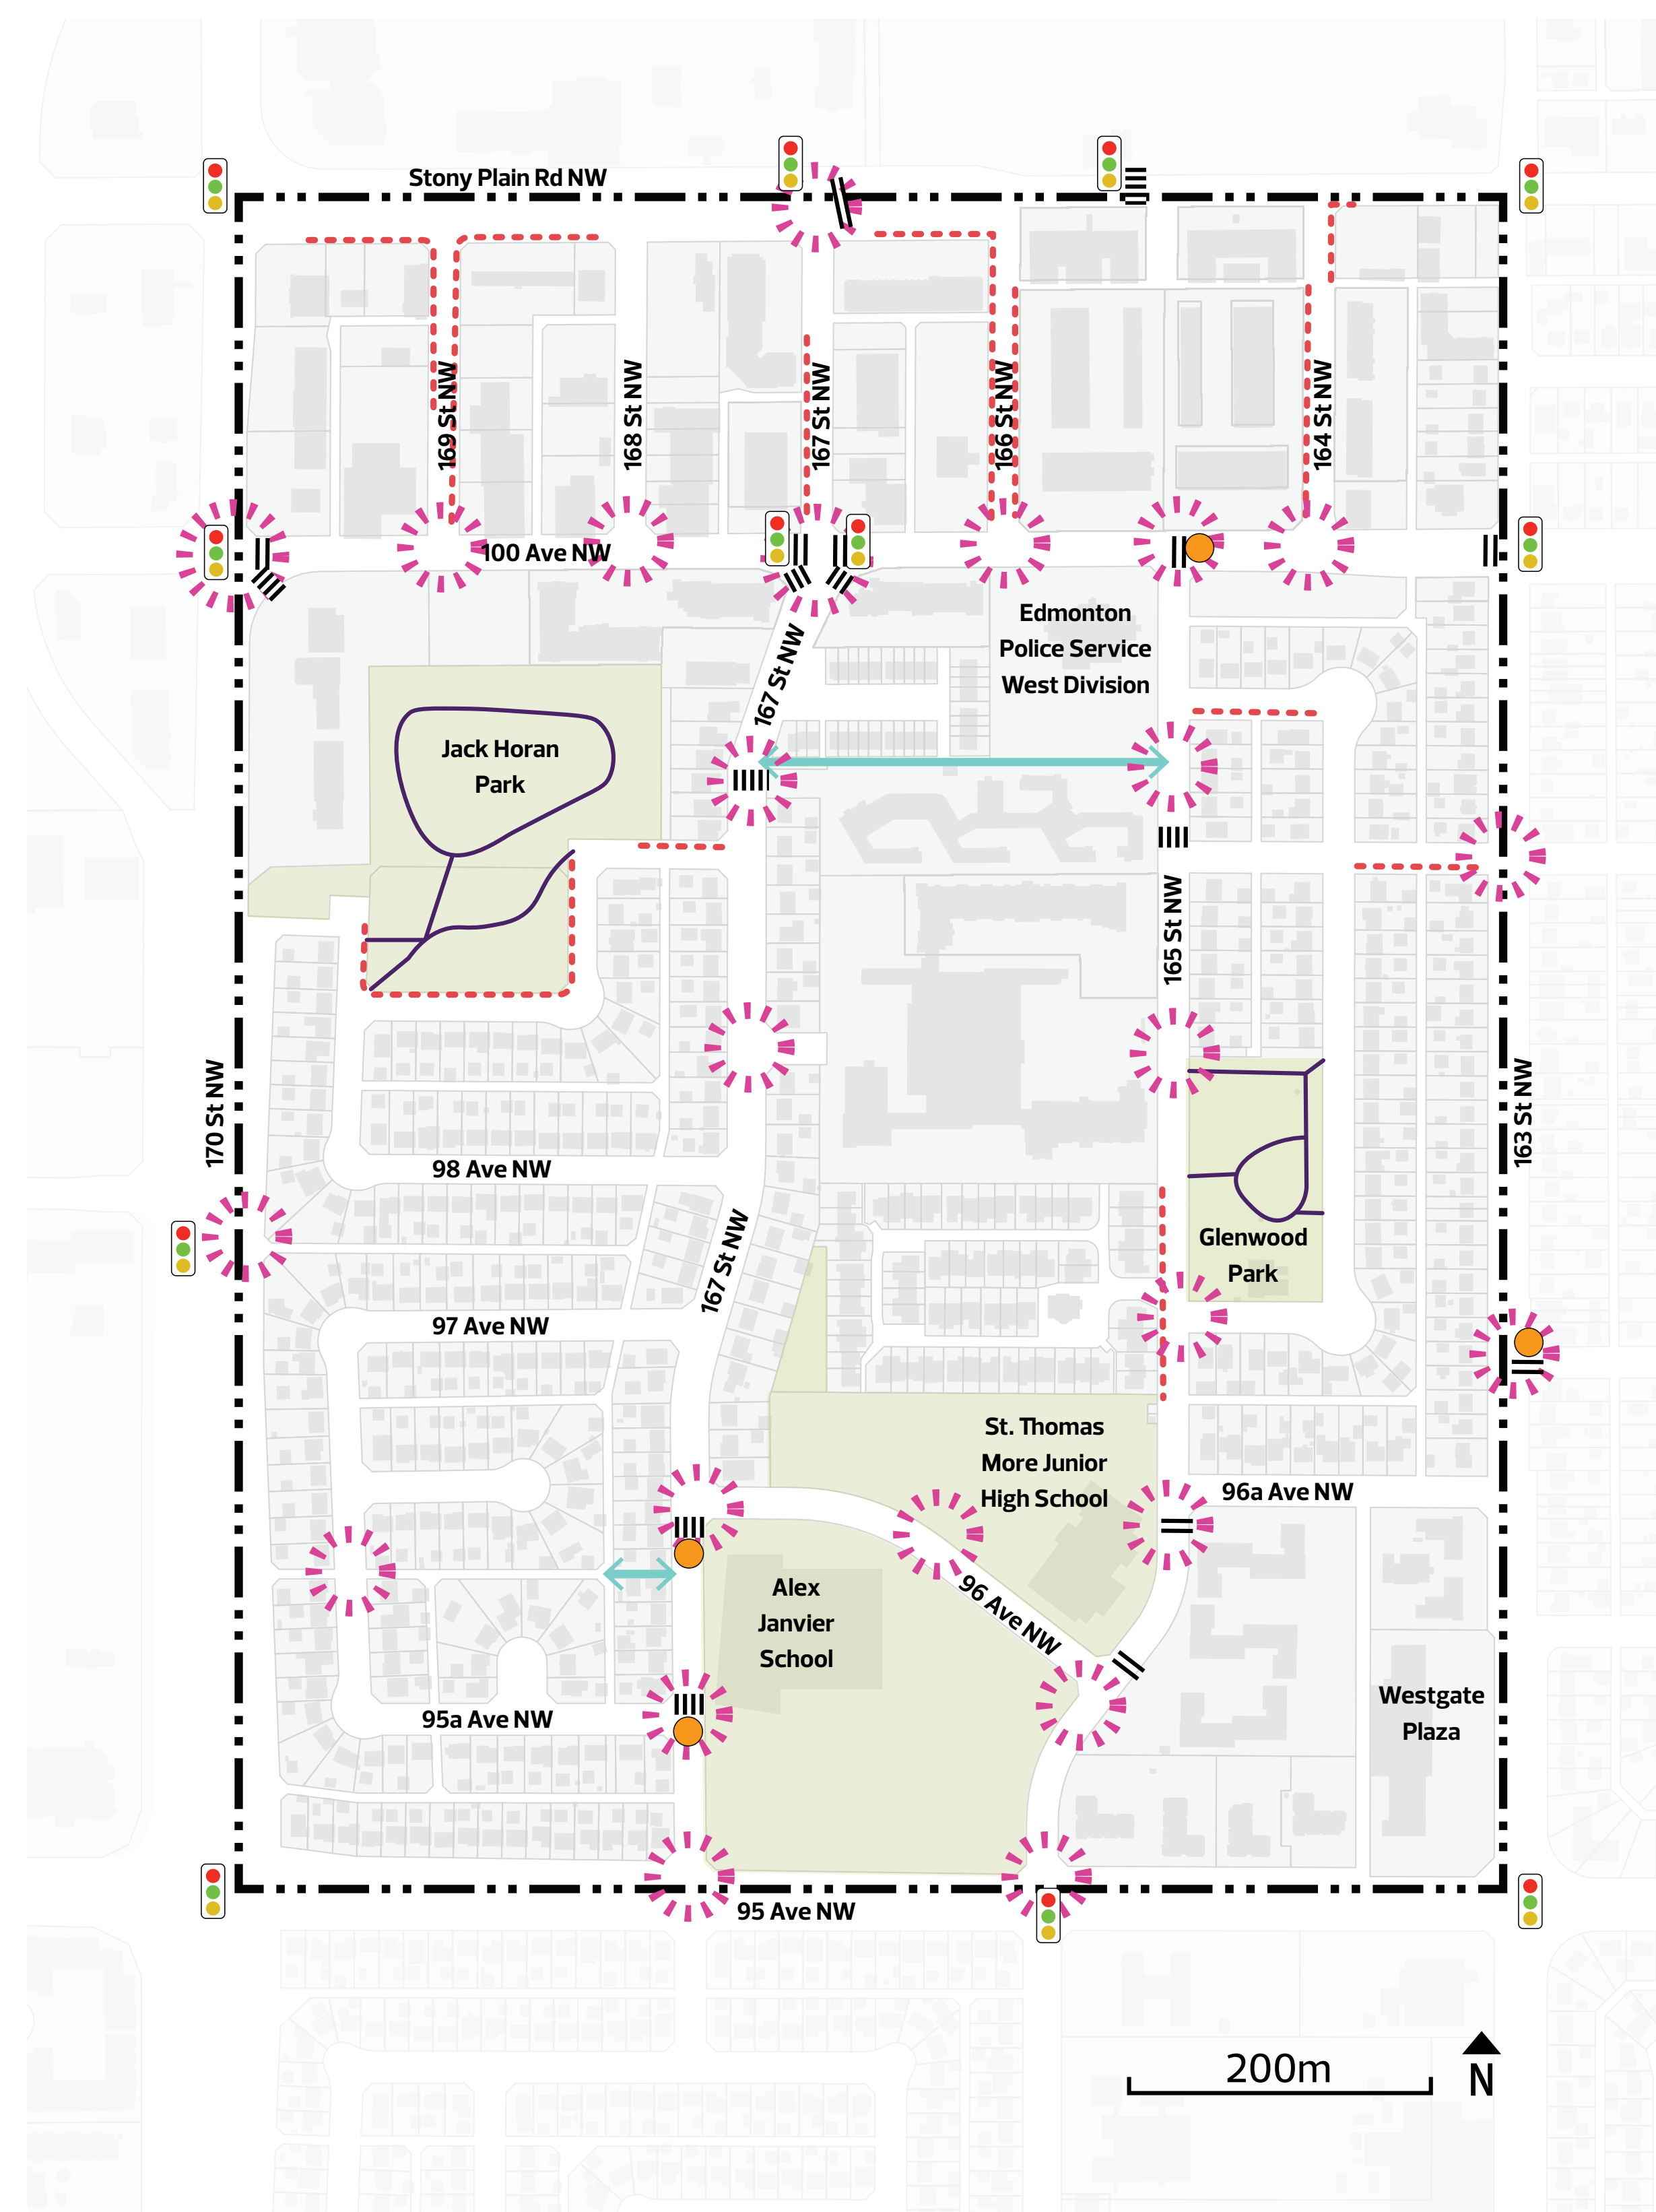 Stony Plain Rd NW
169 St NW
168 St NW
167 St NW
166 St NW
164 St NW
100 Ave NW
Edmonton
Police Service
West Division
167 St NW
Jack Horan
Park
165 St NW
170 St NW
163 St NW
98 Ave NW
167 St NW
Glenwood
Park
97 Ave NW
St. Thomas
More Junior
High School
96a Ave NW
Alex
Janvier
School
96 Ave NW
95a Ave NW
Westgate
Plaza
95 Ave NW
200m
N